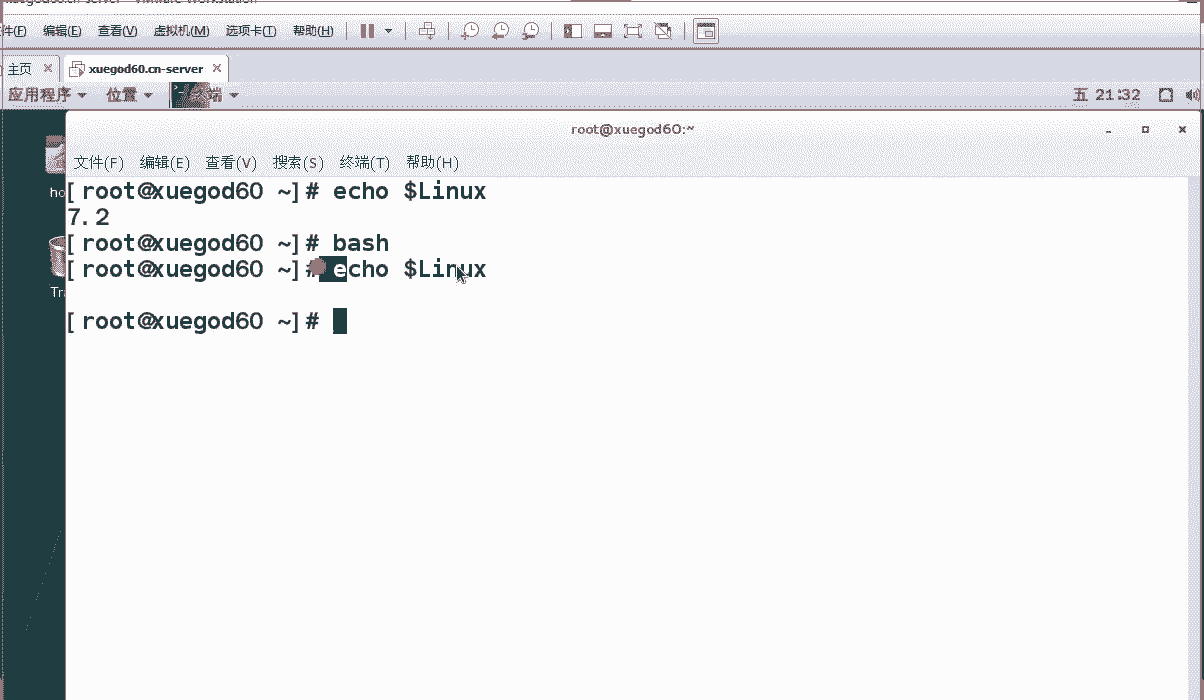 编辑(E) 查看(V) 虚拟机(M) 选项卡(T) 帮助(H)
主页 xuegod60.cn-server
应用程序 位置 终端 五 21:32
root@xuegod60:~
文件(F) 编辑(E) 查看(V) 搜索(S) 终端(T) 帮助(H)
[root@xuegod60 ~]# echo $Linux
7.2
[root@xuegod60 ~]# bash
[root@xuegod60 ~]# echo $Linux
[root@xuegod60 ~]#